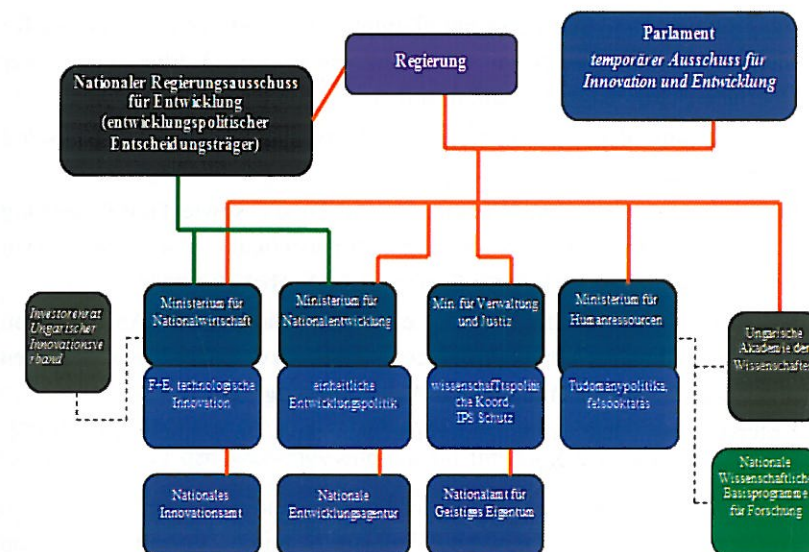 Parlament
temporärer Ausschuss für
Innovation und Entwicklung
Regierung
Nationaler Regierungsausschuss
für Entwicklung
(entwicklungspolitischer
Entscheidungsträger)
Investorenrat
Ungarischer
Innovationsve
rband
Ministerium für
Nationalwirtschaft
Ministerium für
Nationalentwicklung
Min. für Verwaltung
und Justiz
Ministerium für
Humanressourcen
Ungarische
Akademie der
Wissenschaften
F+E, technologische
Innovation
einheitliche
Entwicklungspolitik
wissenschaftspolitis
che Koord.,
IPS Schutz
Tudománypolitika,
felsőoktatás
Nationales
Innovationsamt
Nationale
Entwicklungsagentur
Nationalamt für
Geistiges Eigentum
Nationale
Wissenschaftliche
Basisprogramme
für Forschung